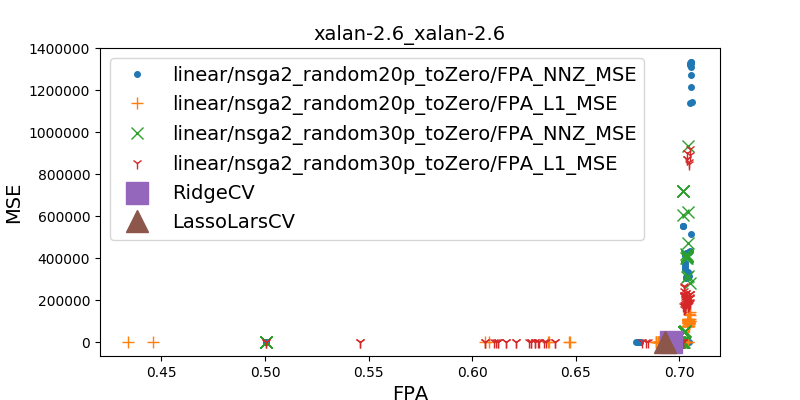 xalan-2.6_xalan-2.6
1400000
1200000
1000000
800000
600000
400000
200000
0
MSE
linear/nsga2_random20p_toZero/FPA_NNZ_MSE
linear/nsga2_random20p_toZero/FPA_L1_MSE
linear/nsga2_random30p_toZero/FPA_NNZ_MSE
linear/nsga2_random30p_toZero/FPA_L1_MSE
RidgeCV
LassoLarsCV
0.45 0.50 0.55 0.60 0.65 0.70
FPA